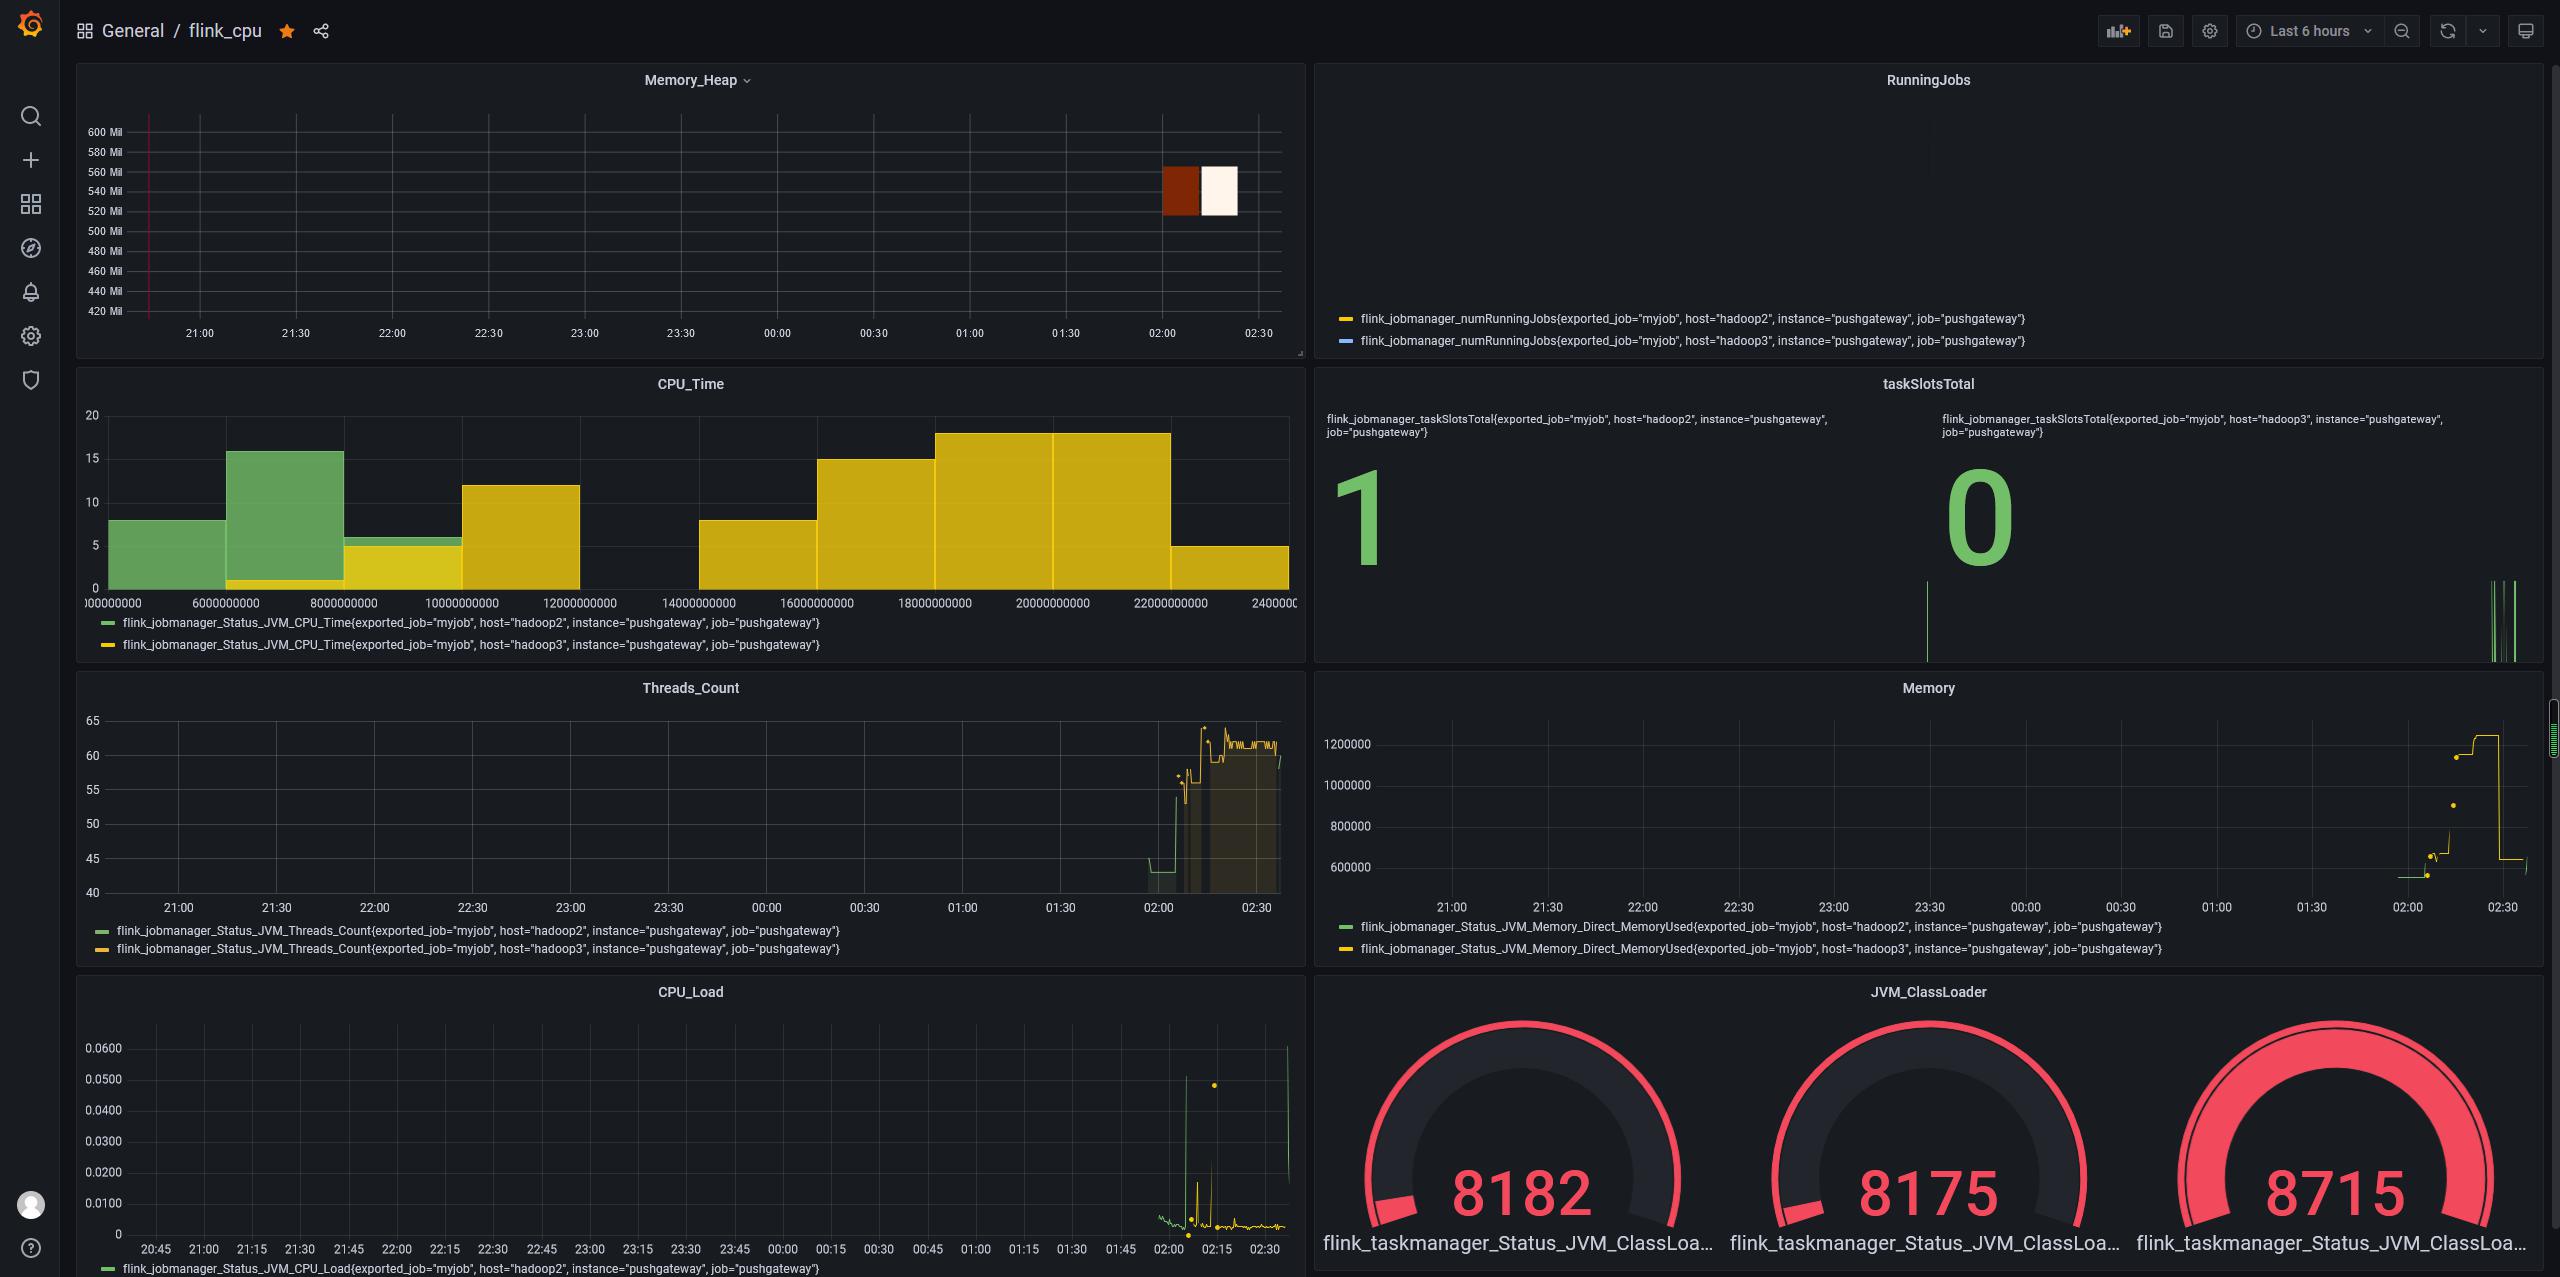 General / flink_cpu
Last 6 hours
Memory_Heap
600 Mil
580 Mil
560 Mil
540 Mil
520 Mil
500 Mil
480 Mil
460 Mil
440 Mil
420 Mil
21:00 21:30 22:00 22:30 23:00 23:30 00:00 00:30 01:00 01:30 02:00 02:30
RunningJobs
flink_jobmanager_numRunningJobs{exported_job="myjob", host="hadoop2", instance="pushgateway", job="pushgateway"}
flink_jobmanager_numRunningJobs{exported_job="myjob", host="hadoop3", instance="pushgateway", job="pushgateway"}
CPU_Time
20
15
10
5
0
000000000 6000000000 8000000000 10000000000 12000000000 14000000000 16000000000 18000000000 20000000000 22000000000 2400000
flink_jobmanager_Status_JVM_CPU_Time{exported_job="myjob", host="hadoop2", instance="pushgateway", job="pushgateway"}
flink_jobmanager_Status_JVM_CPU_Time{exported_job="myjob", host="hadoop3", instance="pushgateway", job="pushgateway"}
taskSlotsTotal
flink_jobmanager_taskSlotsTotal{exported_job="myjob", host="hadoop2", instance="pushgateway",
job="pushgateway"}
1
flink_jobmanager_taskSlotsTotal{exported_job="myjob", host="hadoop3", instance="pushgateway",
job="pushgateway"}
0
Threads_Count
65
60
55
50
45
40
21:00 21:30 22:00 22:30 23:00 23:30 00:00 00:30 01:00 01:30 02:00 02:30
flink_jobmanager_Status_JVM_Threads_Count{exported_job="myjob", host="hadoop2", instance="pushgateway", job="pushgateway"}
flink_jobmanager_Status_JVM_Threads_Count{exported_job="myjob", host="hadoop3", instance="pushgateway", job="pushgateway"}
Memory
1200000
1000000
800000
600000
21:00 21:30 22:00 22:30 23:00 23:30 00:00 00:30 01:00 01:30 02:00 02:30
flink_jobmanager_Status_JVM_Memory_Direct_MemoryUsed{exported_job="myjob", host="hadoop2", instance="pushgateway", job="pushgateway"}
flink_jobmanager_Status_JVM_Memory_Direct_MemoryUsed{exported_job="myjob", host="hadoop3", instance="pushgateway", job="pushgateway"}
CPU_Load
0.0600
0.0500
0.0400
0.0300
0.0200
0.0100
0
20:45 21:00 21:15 21:30 21:45 22:00 22:15 22:30 22:45 23:00 23:15 23:30 23:45 00:00 00:15 00:30 00:45 01:00 01:15 01:30 01:45 02:00 02:15 02:30
flink_jobmanager_Status_JVM_CPU_Load{exported_job="myjob", host="hadoop2", instance="pushgateway", job="pushgateway"}
JVM_ClassLoader
8182 8175 8715
flink_taskmanager_Status_JVM_ClassLoa... flink_taskmanager_Status_JVM_ClassLoa... flink_taskmanager_Status_JVM_ClassLoa...